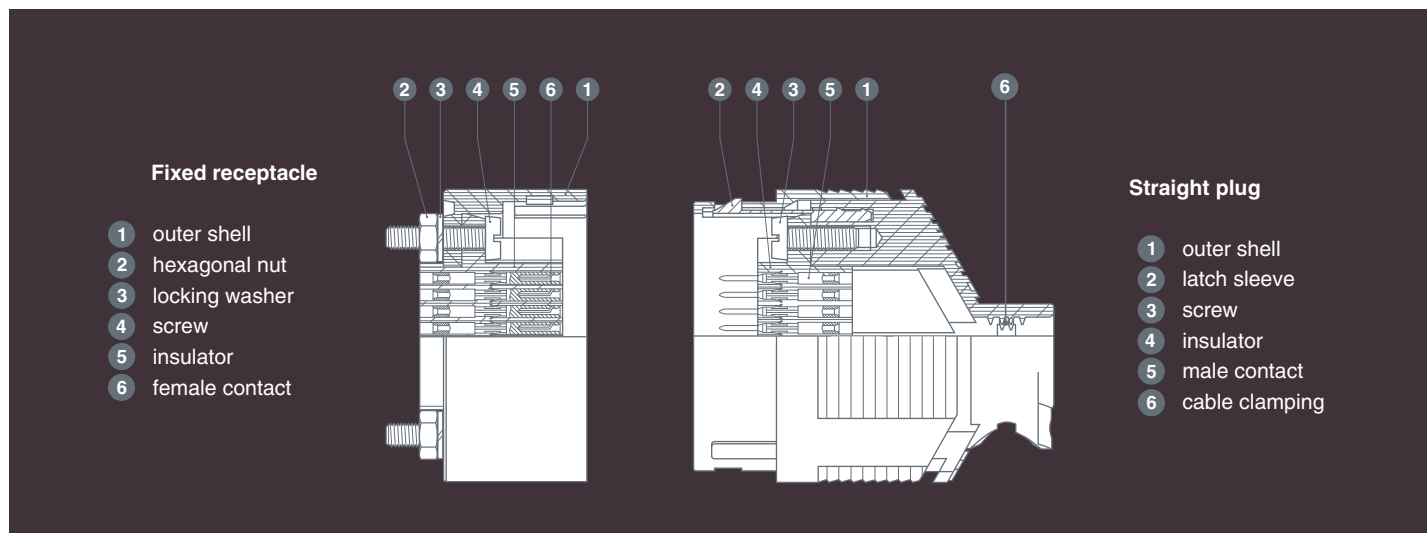 2 3 4 5 6 1
2 4 3 5 1
6
Fixed receptacle
1 outer shell
2 hexagonal nut
3 locking washer
4 screw
5 insulator
6 female contact
Straight plug
1 outer shell
2 latch sleeve
3 screw
4 insulator
5 male contact
6 cable clamping